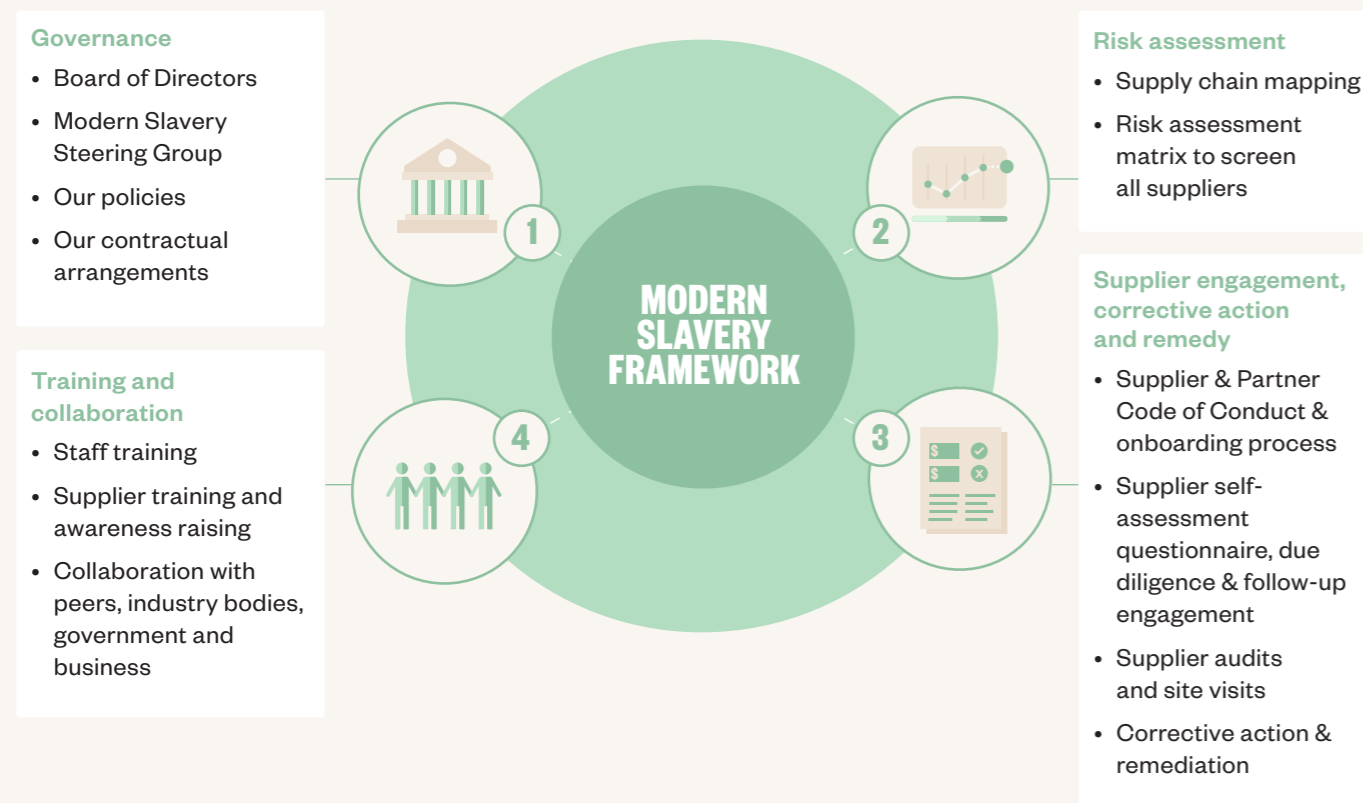 Governance
• Board of Directors
• Modern Slavery
Steering Group
• Our policies
• Our contractual
arrangements
1
Risk assessment
• Supply chain mapping
• Risk assessment
matrix to screen
all suppliers
2
MODERN
SLAVERY
FRAMEWORK
Supplier engagement,
corrective action
and remedy
• Supplier & Partner
Code of Conduct &
onboarding process
• Supplier self-
assessment
questionnaire, due
diligence & follow-up
engagement
• Supplier audits
and site visits
• Corrective action &
remediation
3
$
$
Training and
collaboration
• Staff training
• Supplier training and
awareness raising
• Collaboration with
peers, industry bodies,
government and
business
4